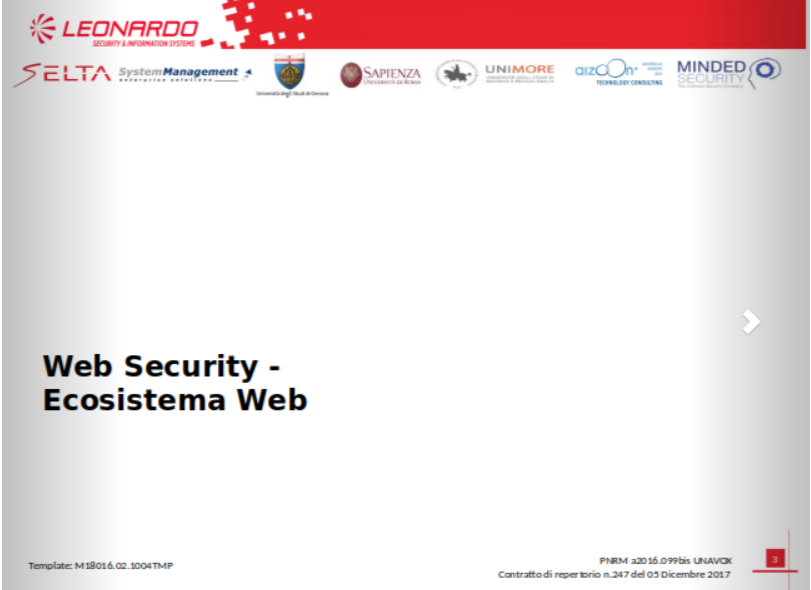 LEONARDO
SECURITY & INFORMATION SYSTEMS
SELTA
SystemManagement
enterprise solutions
Università degli Studi di Genova
SAPIENZA
UNIVERSITÀ DI ROMA
UNIMORE
aizoOn
TECHNOLOGY CONSULTING
MINDED
SECURITY
Web Security -
Ecosistema Web
Template: M18016.02.1004TMP
PNRM a2016.099bis UNAVOX
Contratto di repertorio n.247 del 05 Dicembre 2017
3